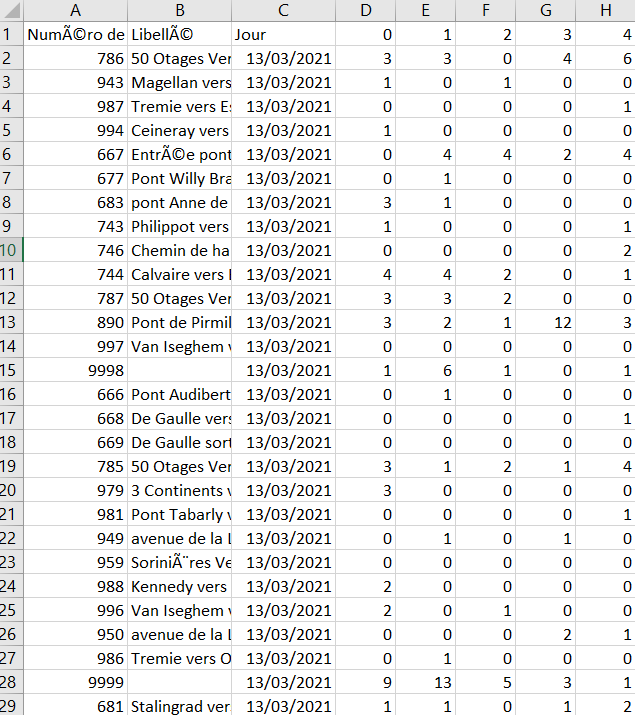 A B C D E F G H
1 NumÃ©ro de LibellÃ© Jour 0 1 2 3 4
2 786 50 Otages Ver 13/03/2021 3 3 0 4 6
3 943 Magellan vers 13/03/2021 1 0 1 0 0
4 987 Tremie vers Es 13/03/2021 0 0 0 0 1
5 994 Ceineray vers 13/03/2021 1 0 0 0 0
6 667 EntrÃ©e pont 13/03/2021 0 4 4 2 4
7 677 Pont Willy Bra 13/03/2021 0 1 0 0 0
8 683 pont Anne de 13/03/2021 3 1 0 0 0
9 743 Philippot vers 13/03/2021 1 0 0 0 1
10 746 Chemin de ha 13/03/2021 0 0 0 0 2
11 744 Calvaire vers 13/03/2021 4 4 2 0 1
12 787 50 Otages Ver 13/03/2021 3 3 2 0 0
13 890 Pont de Pirmil 13/03/2021 3 2 1 12 3
14 997 Van Iseghem v 13/03/2021 0 0 0 0 0
15 9998 13/03/2021 1 6 1 0 1
16 666 Pont Audibert 13/03/2021 0 1 0 0 0
17 668 De Gaulle vers 13/03/2021 0 0 0 0 1
18 669 De Gaulle sort 13/03/2021 0 0 0 0 0
19 785 50 Otages Ver 13/03/2021 3 1 2 1 4
20 979 3 Continents v 13/03/2021 3 0 0 0 0
21 981 Pont Tabarly v 13/03/2021 0 0 0 0 1
22 949 avenue de la L 13/03/2021 0 1 0 1 0
23 959 SoriniÃ¨res Ve 13/03/2021 0 0 0 0 0
24 988 Kennedy vers 13/03/2021 2 0 0 0 0
25 996 Van Iseghem v 13/03/2021 2 0 1 0 0
26 950 avenue de la L 13/03/2021 0 0 0 2 1
27 986 Tremie vers O 13/03/2021 0 1 0 0 0
28 9999 13/03/2021 9 13 5 3 1
29 681 Stalingrad ver 13/03/2021 1 1 0 1 2